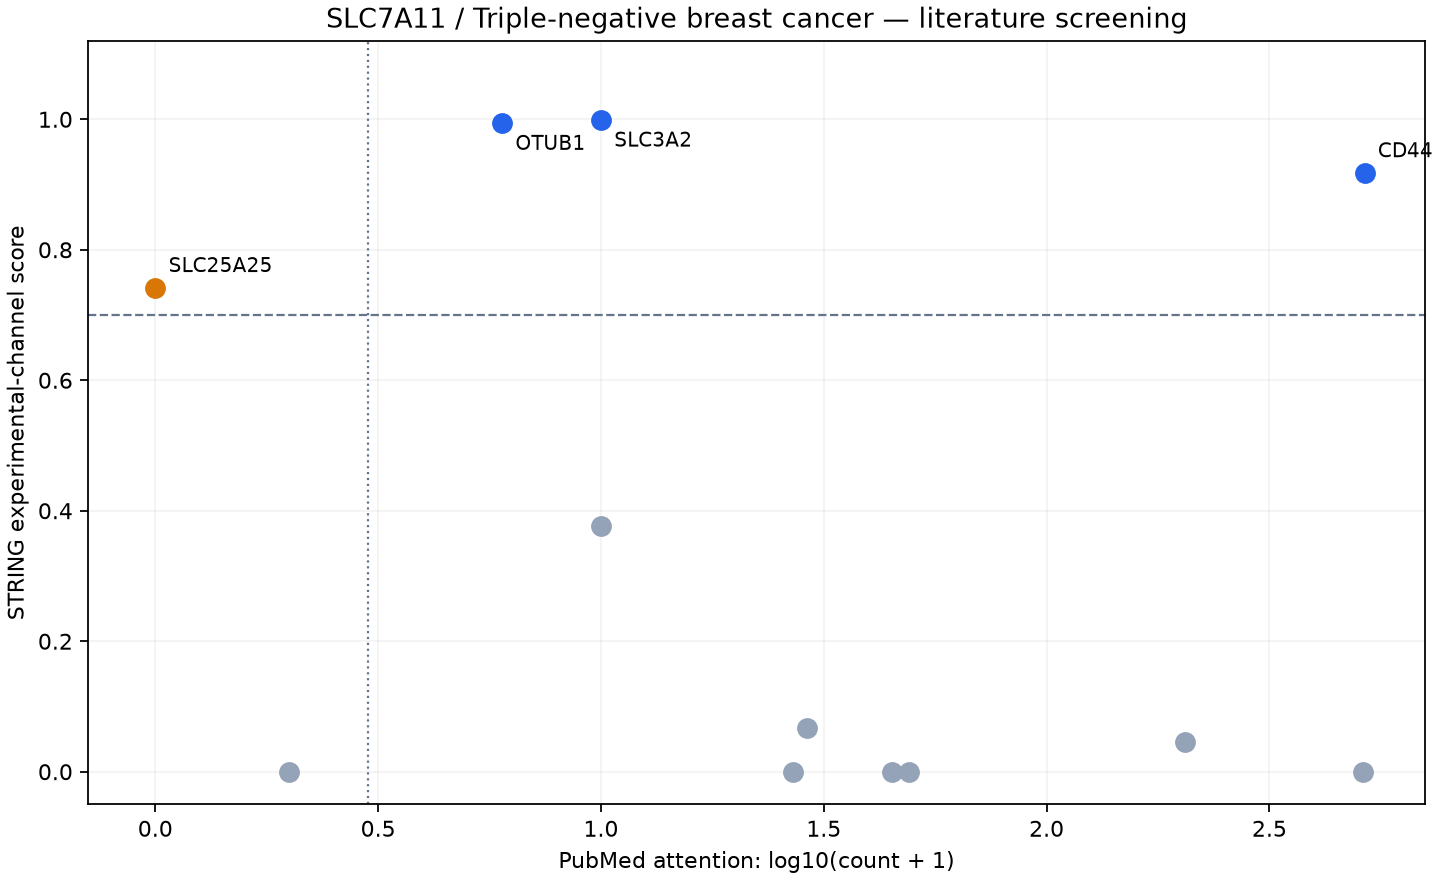 SLC7A11 / Triple-negative breast cancer — literature screening
STRING experimental-channel score
1.0
0.8
0.6
0.4
0.2
0.0
OTUB1
SLC3A2
CD44
SLC25A25
0.0
0.5
1.0
1.5
2.0
2.5
PubMed attention: log10(count + 1)